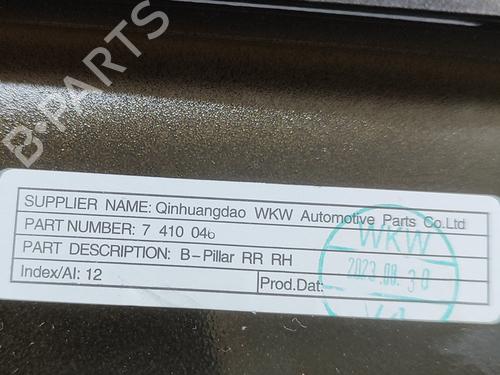 B-PARTS
SUPPLIER NAME: Qinhuangdao WKW Automotive Parts Co.Ltd
PART NUMBER: 7 410 046
PART DESCRIPTION: B-Pillar RR RH
Index/AI: 12
Prod.Dat:
WKW
2023.08.30
B-PARTS